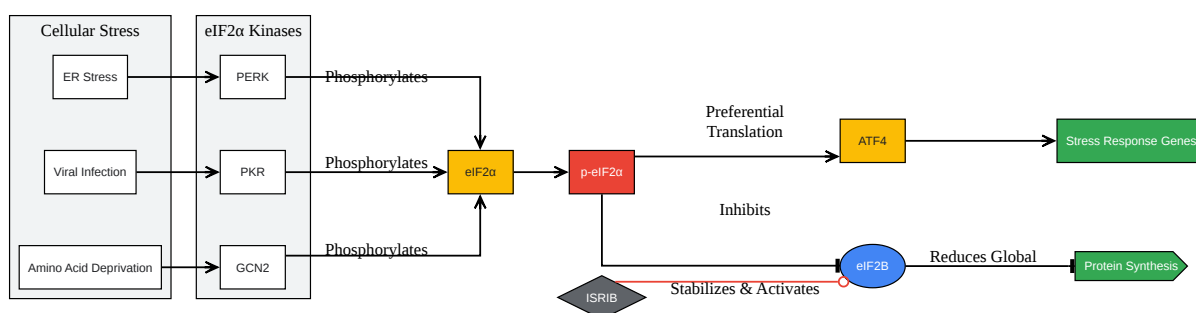 Cellular Stress
eIF2α Kinases
ER Stress
PERK
Phosphorylates
Preferential
Translation
ATF4
Stress Response Genes
Viral Infection
PKR
Phosphorylates
eIF2α
p-eIF2α
Inhibits
Amino Acid Deprivation
GCN2
Phosphorylates
eIF2B
Reduces Global
Protein Synthesis
ISRIB
Stabilizes & Activates